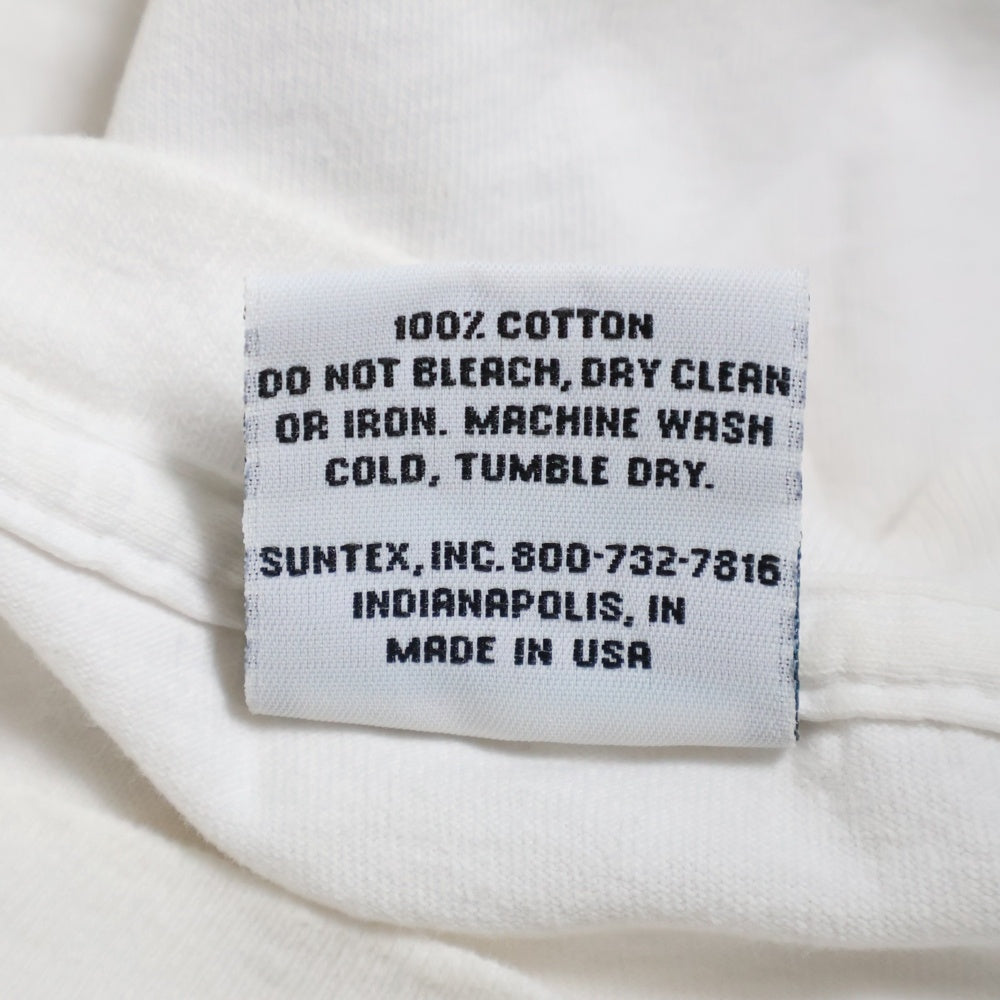 100% COTTON
DO NOT BLEACH, DRY CLEAN
OR IRON. MACHINE WASH
COLD, TUMBLE DRY.
SUNTEX, INC. 800-732-7816
INDIANAPOLIS, IN
MADE IN USA